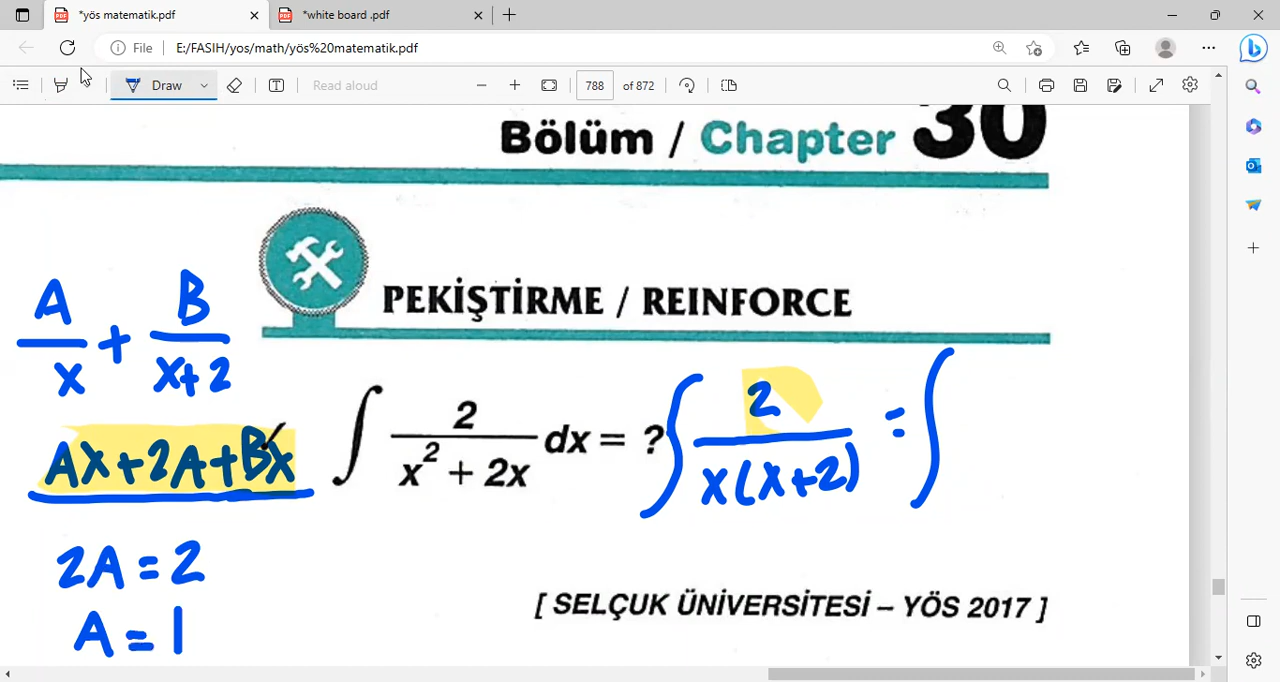 *yös matematik.pdf
*white board .pdf
File E:/FASIH/yos/math/yös%20matematik.pdf
Draw Read aloud 788 of 872
Bölüm / Chapter 30
PEKİŞTİRME / REINFORCE
A/x + B/(x+2)
Ax+2A+Bx
2A=2
A=1
∫ 2/(x² + 2x) dx = ?
∫ 2/(x(x+2)) = ∫
[ SELÇUK ÜNİVERSİTESİ – YÖS 2017 ]